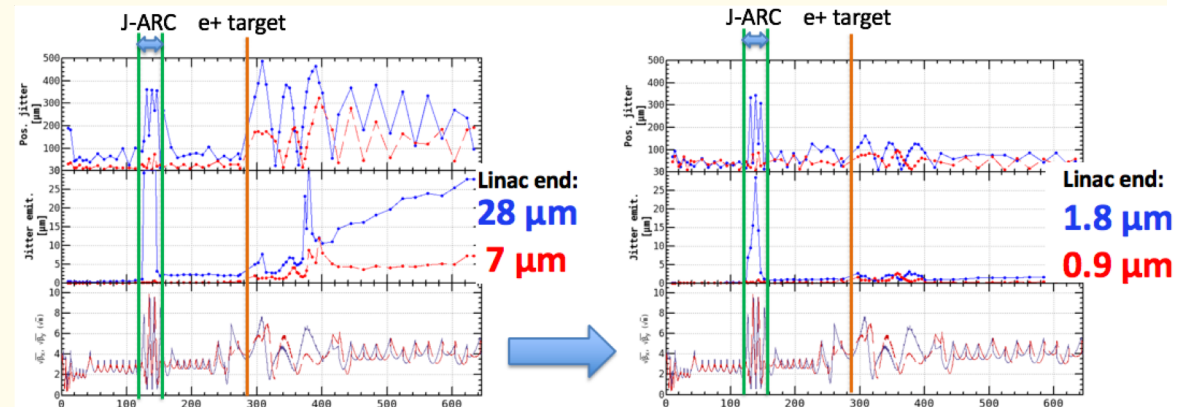 J-ARC e+ target
500
400
300
200
100
Pos. jitter
[μm]
30
25
20
15
10
5
0
Jitter emit.
[μm]
Linac end:
28 μm
7 μm
10
8
6
4
2
0
0 100 200 300 400 500 600
J-ARC e+ target
500
400
300
200
100
Pos. jitter
[μm]
30
25
20
15
10
5
0
Jitter emit.
[μm]
Linac end:
1.8 μm
0.9 μm
10
8
6
4
2
0
0 100 200 300 400 500 600